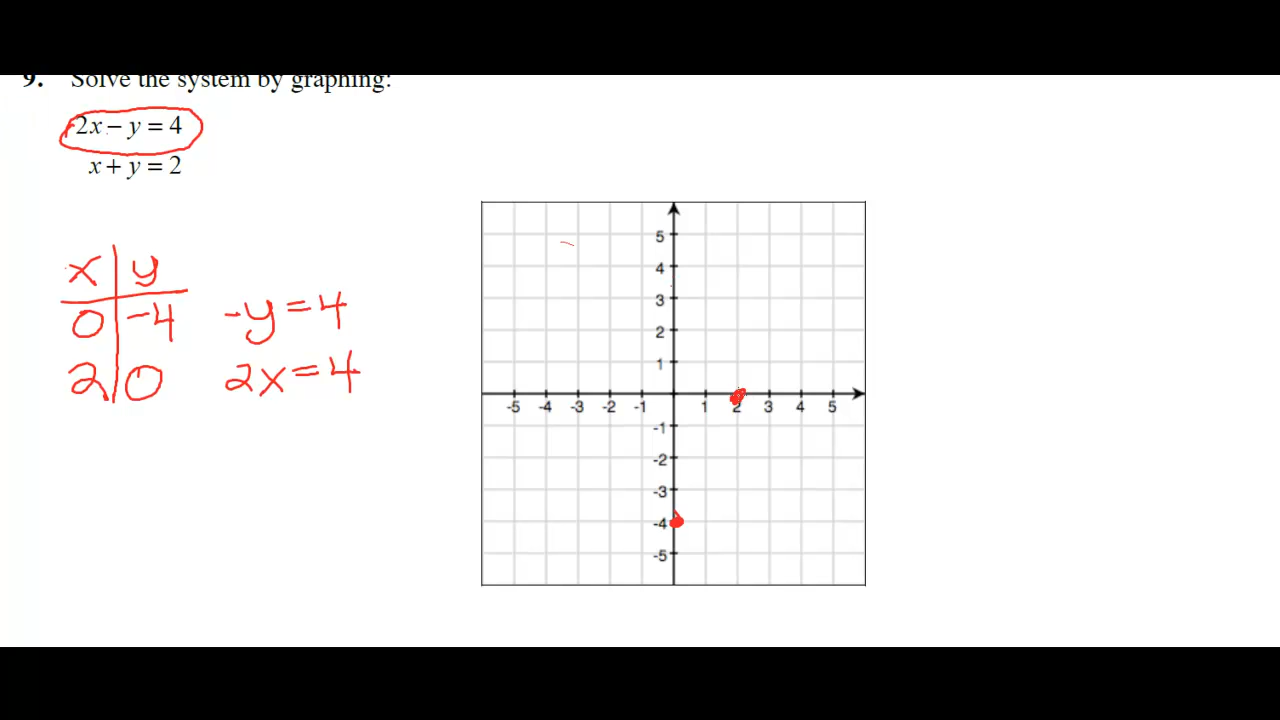 9. Solve the system by graphing:
2x − y = 4
x + y = 2
x y
0 -4 -y = 4
2 0 2x = 4
5
4
3
2
1
-5 -4 -3 -2 -1 1 2 3 4 5
-1
-2
-3
-4
-5